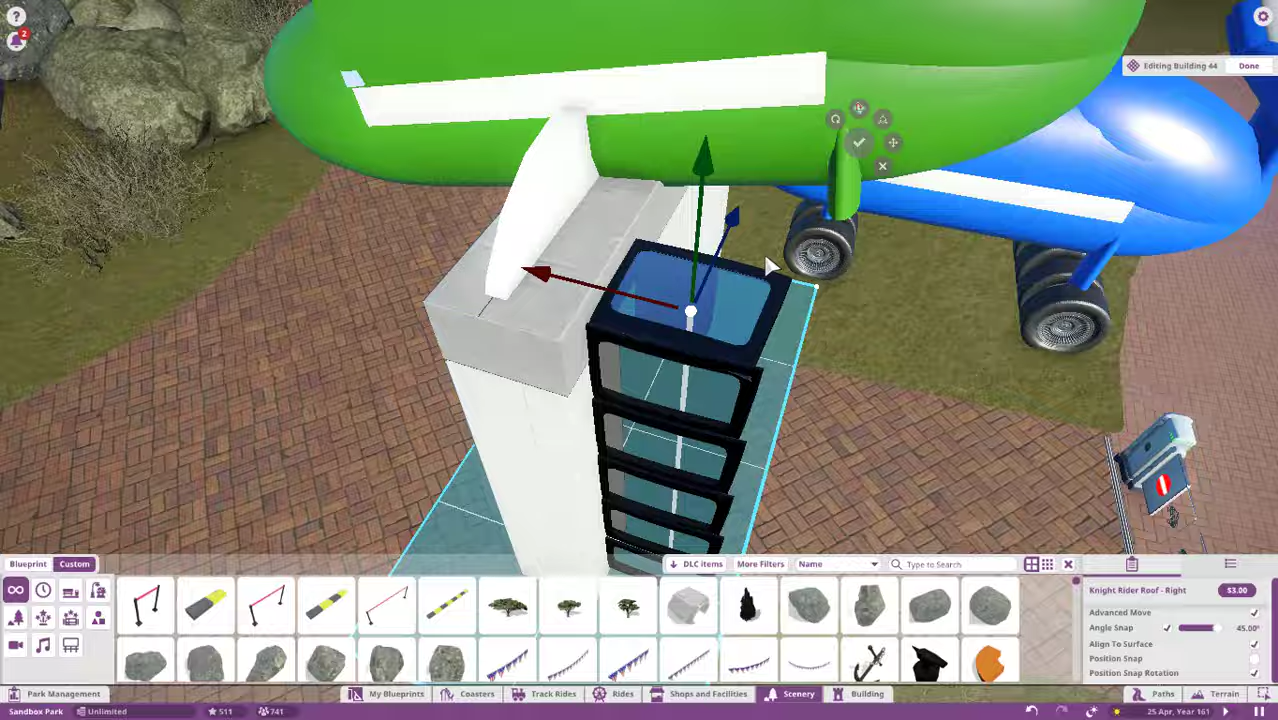 ?
2
Editing Building 44 Done
Blueprint Custom
DLC items More Filters Name Type to Search
Knight Rider Roof - Right $3.00
Advanced Move
Angle Snap 45.00°
Align To Surface
Position Snap
Position Snap Rotation
Park Management My Blueprints Coasters Track Rides Rides Shops and Facilities Scenery Building Paths Terrain
Sandbox Park Unlimited 511 741 25 Apr, Year 161